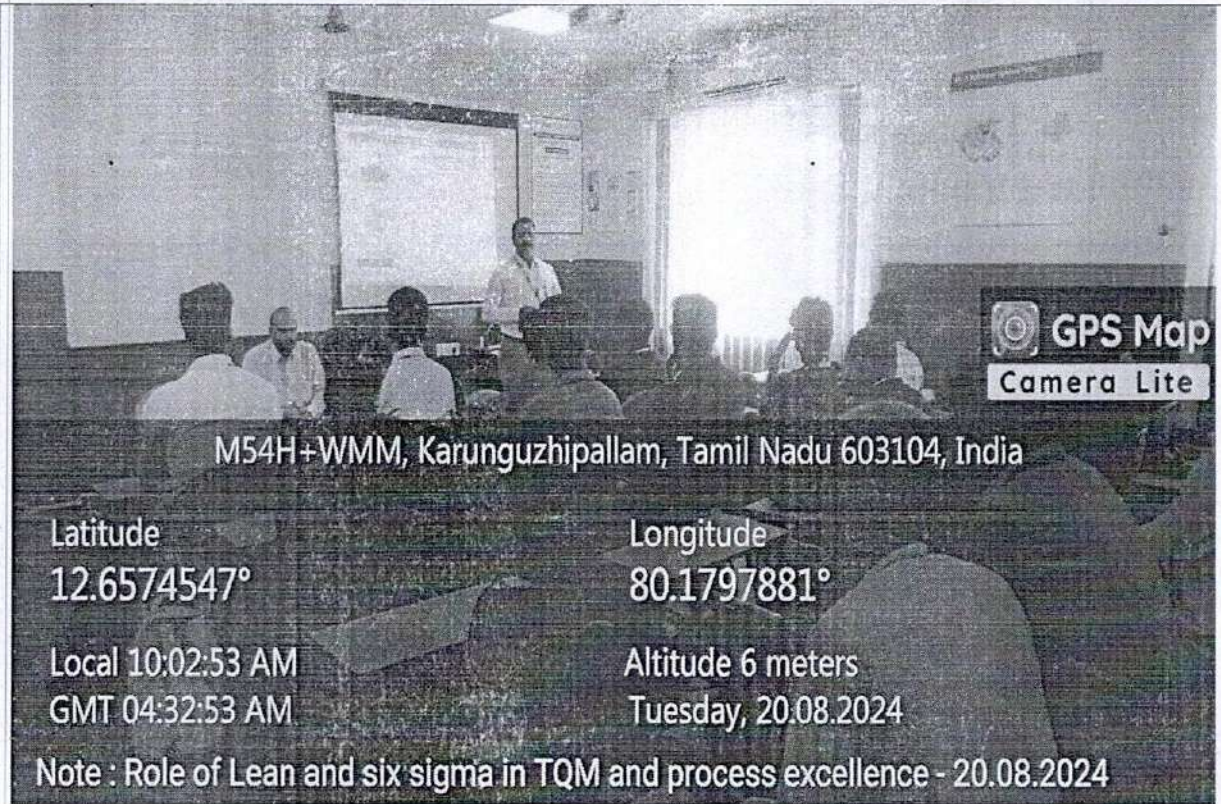 GPS Map
Camera Lite
M54H+WMM, Karunguzhipallam, Tamil Nadu 603104, India
Latitude
12.6574547°
Longitude
80.1797881°
Local 10:02:53 AM
GMT 04:32:53 AM
Altitude 6 meters
Tuesday, 20.08.2024
Note : Role of Lean and six sigma in TQM and process excellence - 20.08.2024